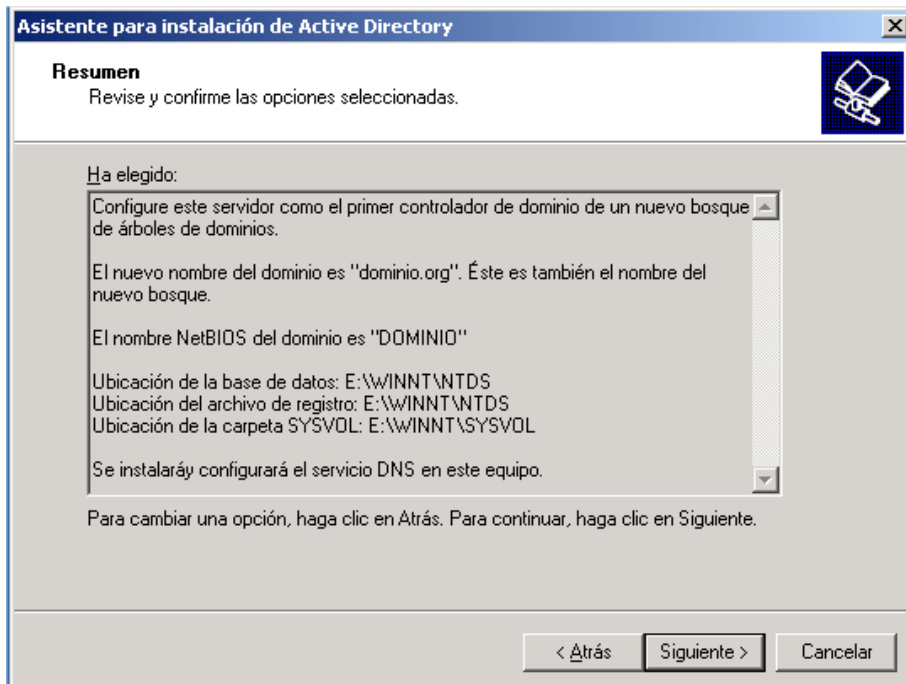 Asistente para instalación de Active Directory
Resumen
Revise y confirme las opciones seleccionadas.
Ha elegido:
Configure este servidor como el primer controlador de dominio de un nuevo bosque
de árboles de dominios.
El nuevo nombre del dominio es "dominio.org". Éste es también el nombre del
nuevo bosque.
El nombre NetBIOS del dominio es "DOMINIO"
Ubicación de la base de datos: E:\WINNT\NTDS
Ubicación del archivo de registro: E:\WINNT\NTDS
Ubicación de la carpeta SYSVOL: E:\WINNT\SYSVOL
Se instalaráy configurará el servicio DNS en este equipo.
Para cambiar una opción, haga clic en Atrás. Para continuar, haga clic en Siguiente.
< Atrás Siguiente > Cancelar